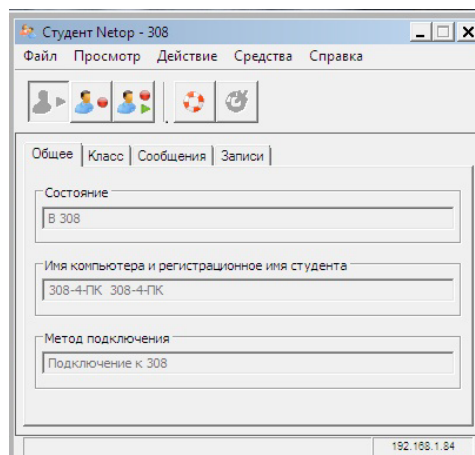 Студент Netop - 308
Файл Просмотр Действие Средства Справка
Общее Класс Сообщения Записи
Состояние
В 308
Имя компьютера и регистрационное имя студента
308-4-ПК 308-4-ПК
Метод подключения
Подключение к 308
192.168.1.84